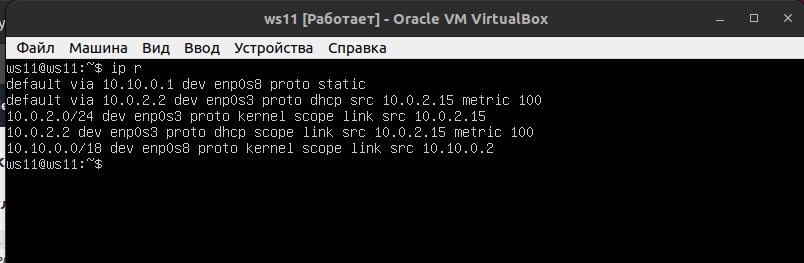 ws11 [Работает] - Oracle VM VirtualBox
Файл Машина Вид Ввод Устройства Справка
ws11@ws11:~$ ip r
default via 10.10.0.1 dev enp0s8 proto static
default via 10.0.2.2 dev enp0s3 proto dhcp src 10.0.2.15 metric 100
10.0.2.0/24 dev enp0s3 proto kernel scope link src 10.0.2.15
10.0.2.2 dev enp0s3 proto dhcp scope link src 10.0.2.15 metric 100
10.10.0.0/18 dev enp0s8 proto kernel scope link src 10.10.0.2
ws11@ws11:~$